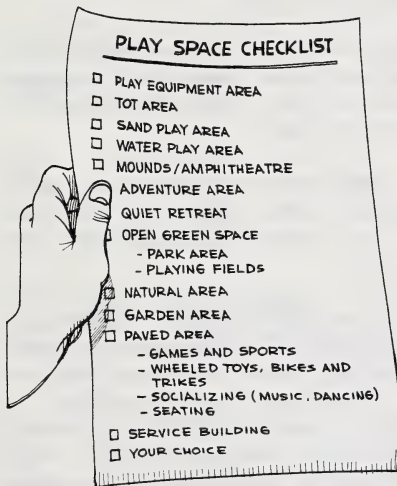 PLAY SPACE CHECKLIST
PLAY EQUIPMENT AREA
TOT AREA
SAND PLAY AREA
WATER PLAY AREA
MOUNDS/AMPHITHEATRE
ADVENTURE AREA
QUIET RETREAT
OPEN GREEN SPACE
- PARK AREA
- PLAYING FIELDS
NATURAL AREA
GARDEN AREA
PAVED AREA
- GAMES AND SPORTS
- WHEELED TOYS, BIKES AND
TRIKES
- SOCIALIZING (MUSIC, DANCING)
- SEATING
SERVICE BUILDING
YOUR CHOICE